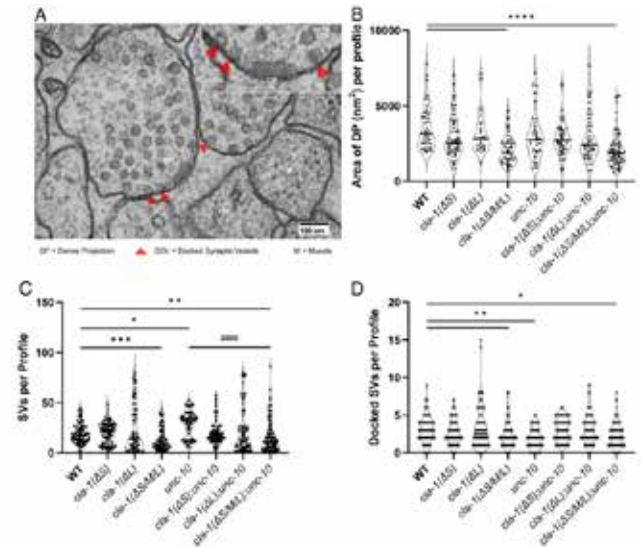 A
100 nm
DP = Dense Projection
DSV = Docked Synaptic Vesicle
M = Muscle
B
Area of DP (nm²) per profile
10000
5000
0
****
WT
cla-1(ΔS)
cla-1(ΔL)
cla-1(ΔS/M/L)
unc-10
cla-1(ΔS);unc-10
cla-1(ΔL);unc-10
cla-1(ΔS/M/L);unc-10
C
SVs per Profile
150
100
50
0
**
*
***
WT
cla-1(ΔS)
cla-1(ΔL)
cla-1(ΔS/M/L)
unc-10
cla-1(ΔS);unc-10
cla-1(ΔL);unc-10
cla-1(ΔS/M/L);unc-10
D
Docked SVs per Profile
20
15
10
5
0
*
**
WT
cla-1(ΔS)
cla-1(ΔL)
cla-1(ΔS/M/L)
unc-10
cla-1(ΔS);unc-10
cla-1(ΔL);unc-10
cla-1(ΔS/M/L);unc-10